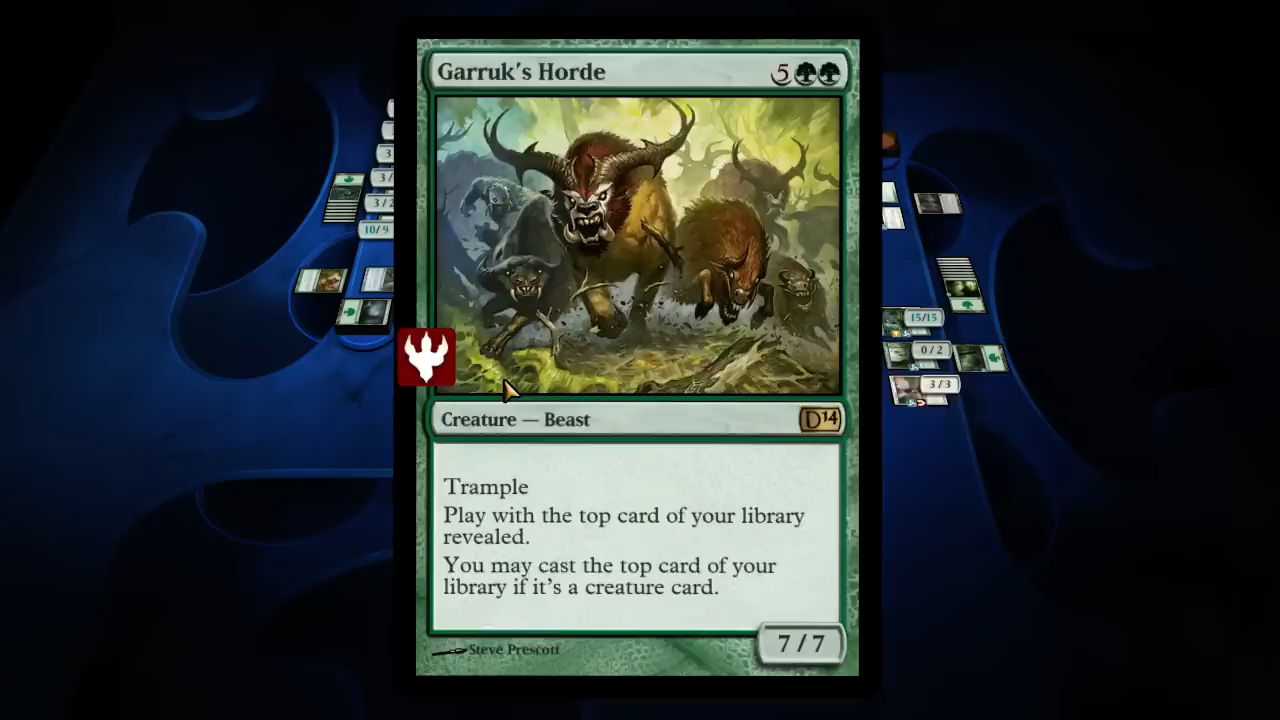 Garruk's Horde 5
Creature — Beast D14
Trample
Play with the top card of your library
revealed.
You may cast the top card of your
library if it's a creature card.
7/7
Steve Prescott
3/2
10/9
15/15
0/2
3/3